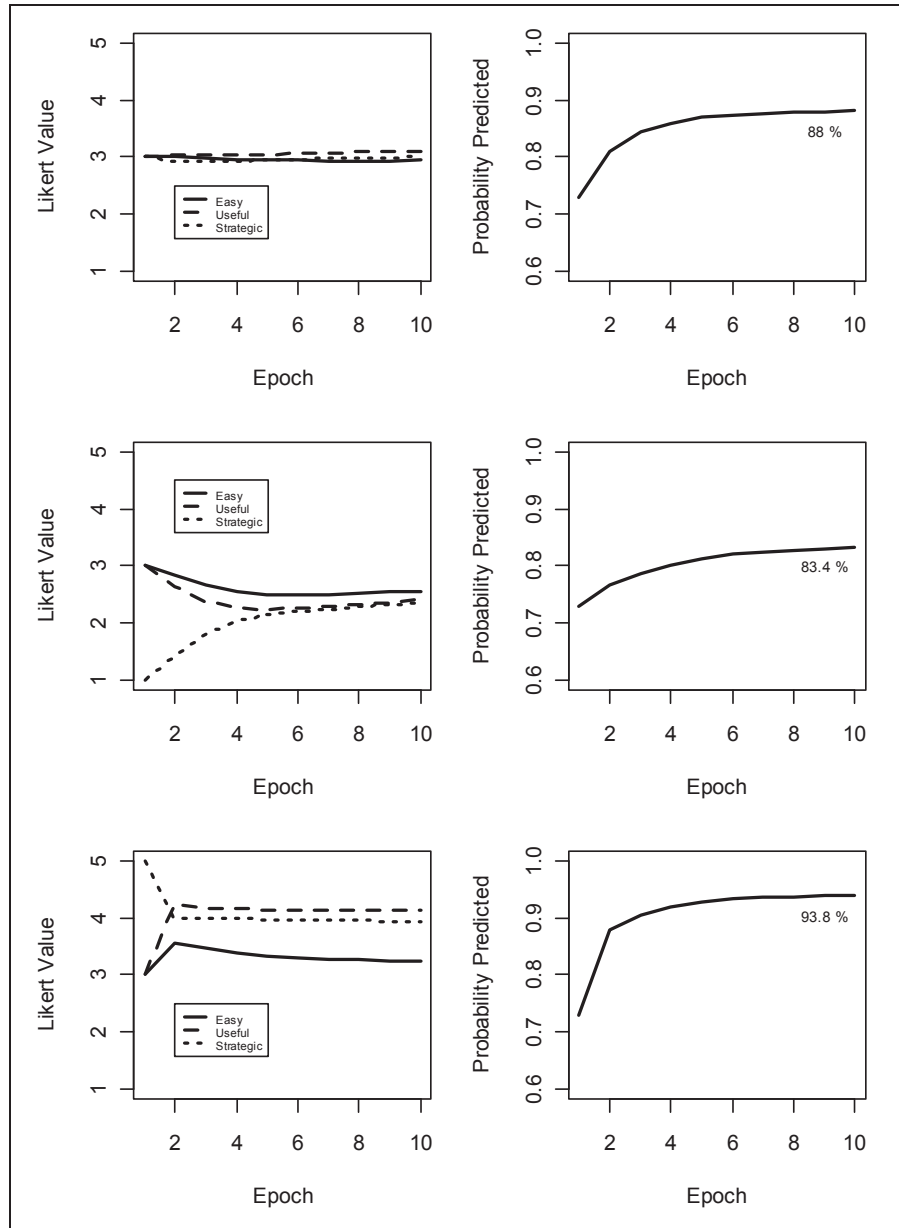 Likert Value
5
4
3
2
1
Easy
Useful
Strategic
2 4 6 8 10
Epoch
Probability Predicted
1.0
0.9
0.8
0.7
0.6
88 %
2 4 6 8 10
Epoch
Likert Value
5
4
3
2
1
Easy
Useful
Strategic
2 4 6 8 10
Epoch
Probability Predicted
1.0
0.9
0.8
0.7
0.6
83.4 %
2 4 6 8 10
Epoch
Likert Value
5
4
3
2
1
Easy
Useful
Strategic
2 4 6 8 10
Epoch
Probability Predicted
1.0
0.9
0.8
0.7
0.6
93.8 %
2 4 6 8 10
Epoch